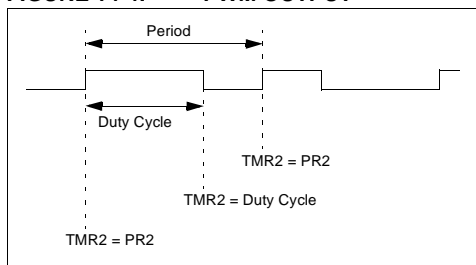 Period
Duty Cycle
TMR2 = PR2
TMR2 = Duty Cycle
TMR2 = PR2